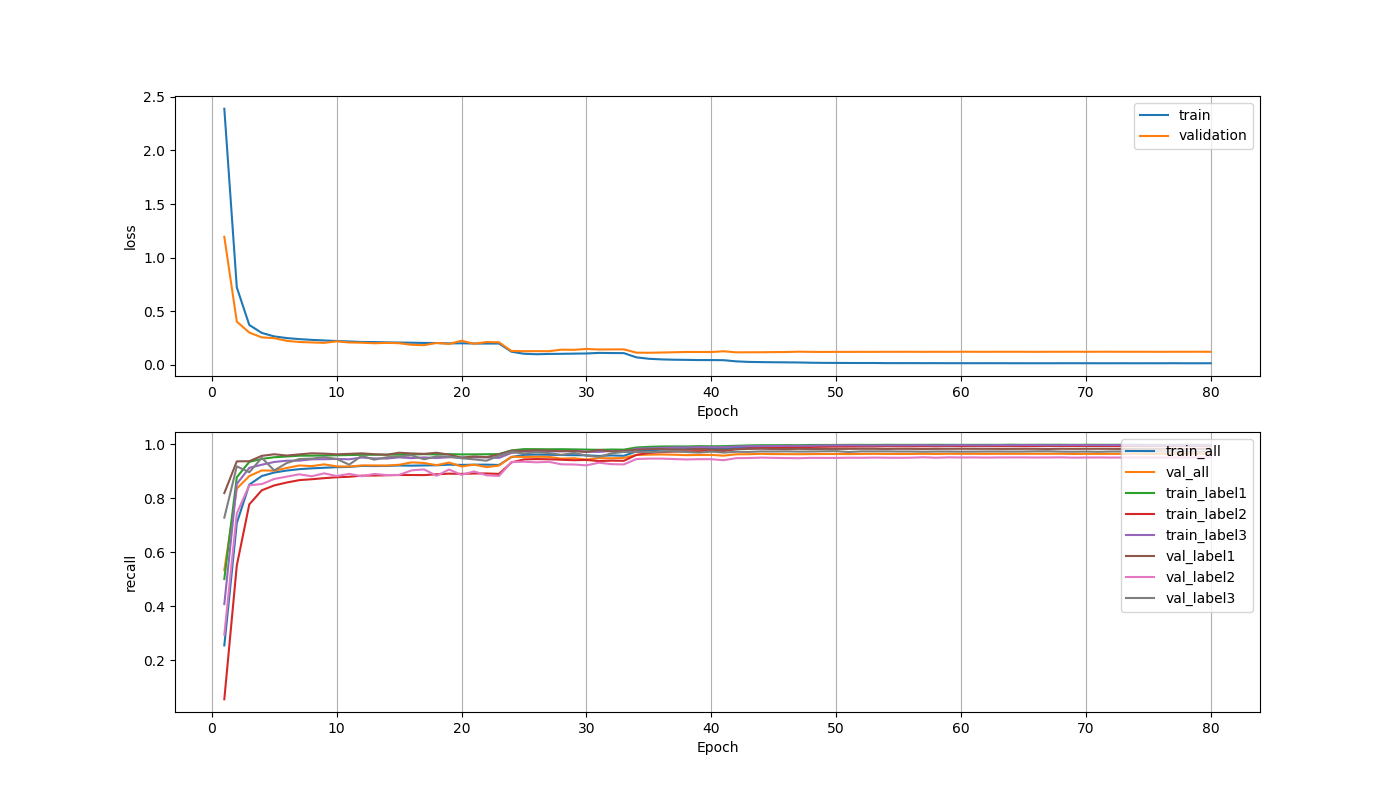 2.5
2.0
1.5
1.0
0.5
0.0
loss
train
validation
0 10 20 30 40 50 60 70 80
Epoch
1.0
0.8
0.6
0.4
0.2
recall
train_all
val_all
train_label1
train_label2
train_label3
val_label1
val_label2
val_label3
0 10 20 30 40 50 60 70 80
Epoch